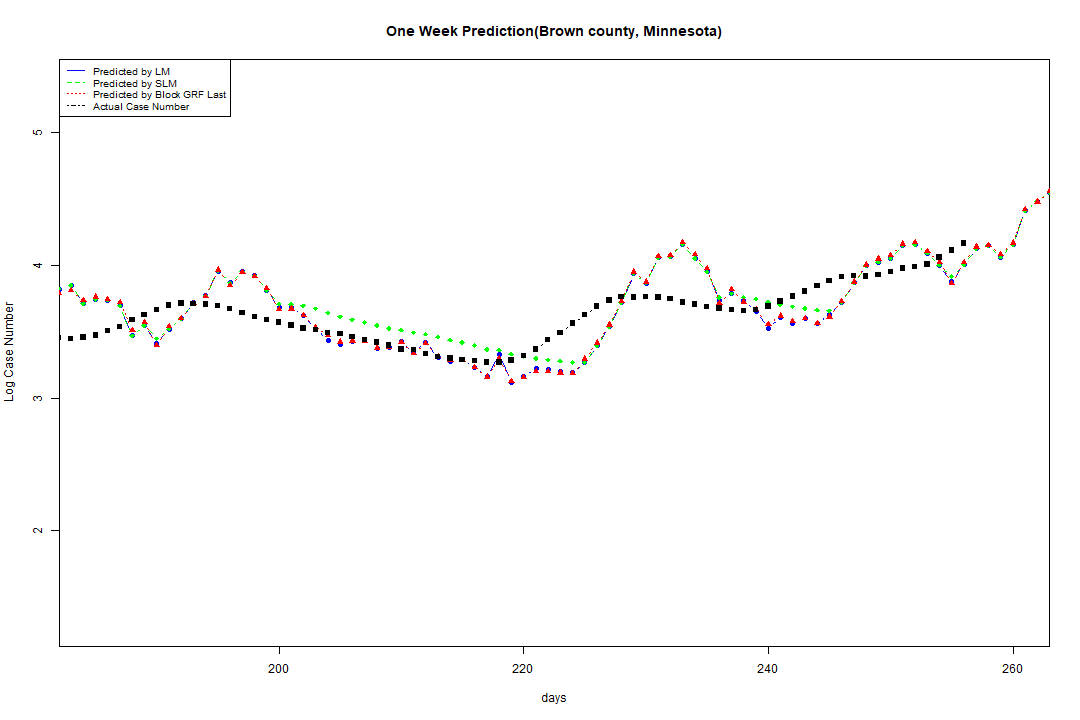 One Week Prediction(Brown county, Minnesota)
Predicted by LM
Predicted by SLM
Predicted by Block GRF Last
Actual Case Number
5
4
3
2
Log Case Number
200
220
240
260
days